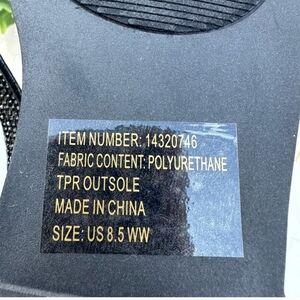 ITEM NUMBER: 14320746
FABRIC CONTENT: POLYURETHANE
TPR OUTSOLE
MADE IN CHINA
SIZE: US 8.5 WW